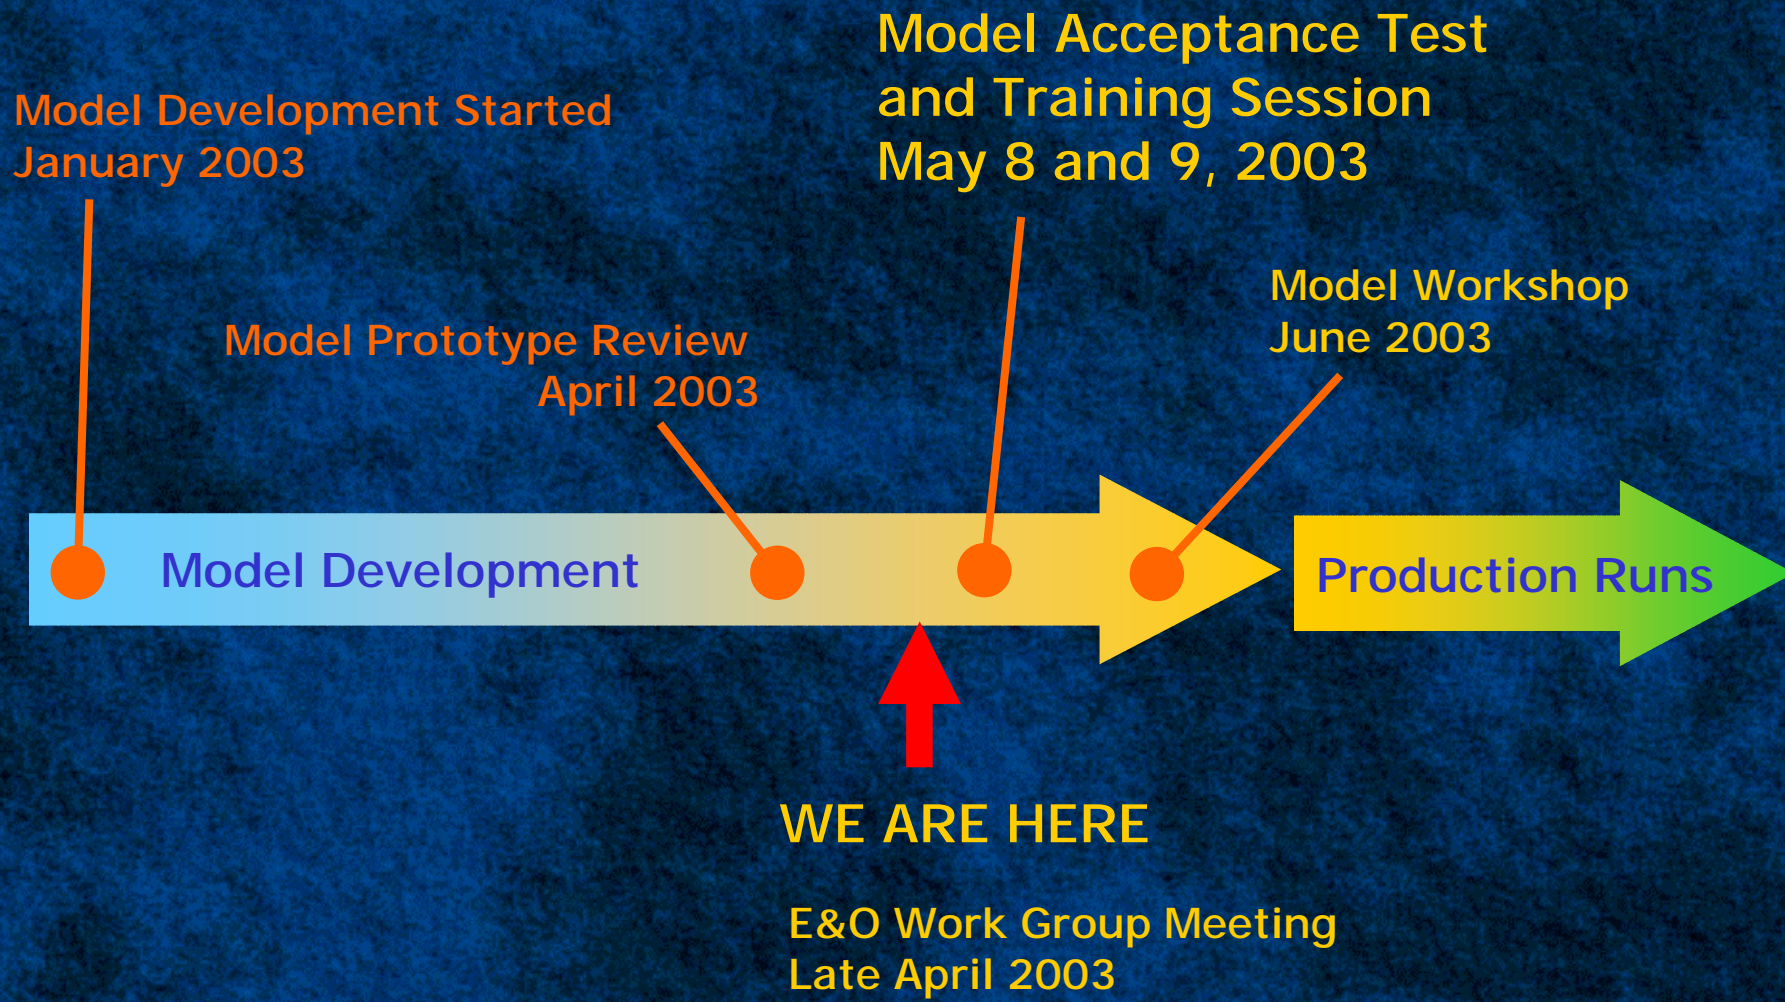 Model Development Started
January 2003
Model Acceptance Test
and Training Session
May 8 and 9, 2003
Model Prototype Review
April 2003
Model Workshop
June 2003
Model Development
Production Runs
WE ARE HERE
E&O Work Group Meeting
Late April 2003